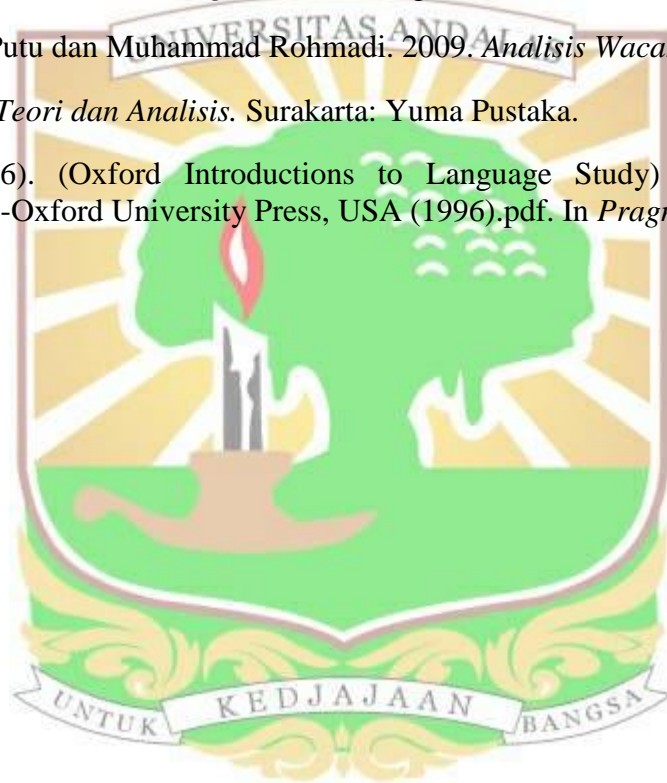 UNIVERSITAS ANDALAS
Putu dan Muhammad Rohmadi. 2009. Analisis Waca
Teori dan Analisis. Surakarta: Yuma Pustaka.
6). (Oxford Introductions to Language Study)
-Oxford University Press, USA (1996).pdf. In Pragm
UNTUK KEDJAJAAN BANGSA